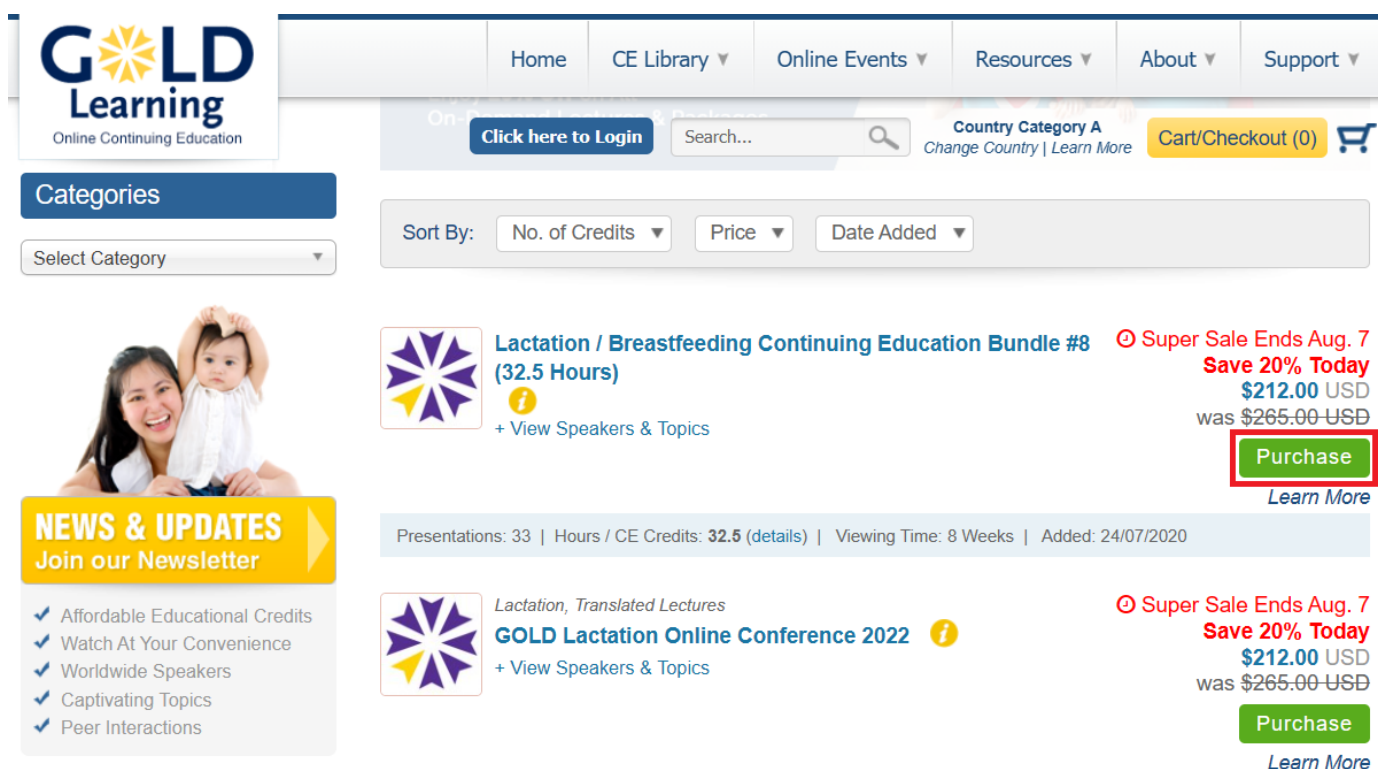 GOLD
Learning
Online Continuing Education
Home
CE Library
Online Events
Resources
About
Support
Click here to Login
Search...
Country Category A
Change Country | Learn More
Cart/Checkout (0)
Categories
Select Category
Sort By:
No. of Credits
Price
Date Added
NEWS & UPDATES
Join our Newsletter
Affordable Educational Credits
Watch At Your Convenience
Worldwide Speakers
Captivating Topics
Peer Interactions
Lactation / Breastfeeding Continuing Education Bundle #8
(32.5 Hours)
+ View Speakers & Topics
Super Sale Ends Aug. 7
Save 20% Today
$212.00 USD
was $265.00 USD
Purchase
Learn More
Presentations: 33 | Hours / CE Credits: 32.5 (details) | Viewing Time: 8 Weeks | Added: 24/07/2020
Lactation, Translated Lectures
GOLD Lactation Online Conference 2022
+ View Speakers & Topics
Super Sale Ends Aug. 7
Save 20% Today
$212.00 USD
was $265.00 USD
Purchase
Learn More